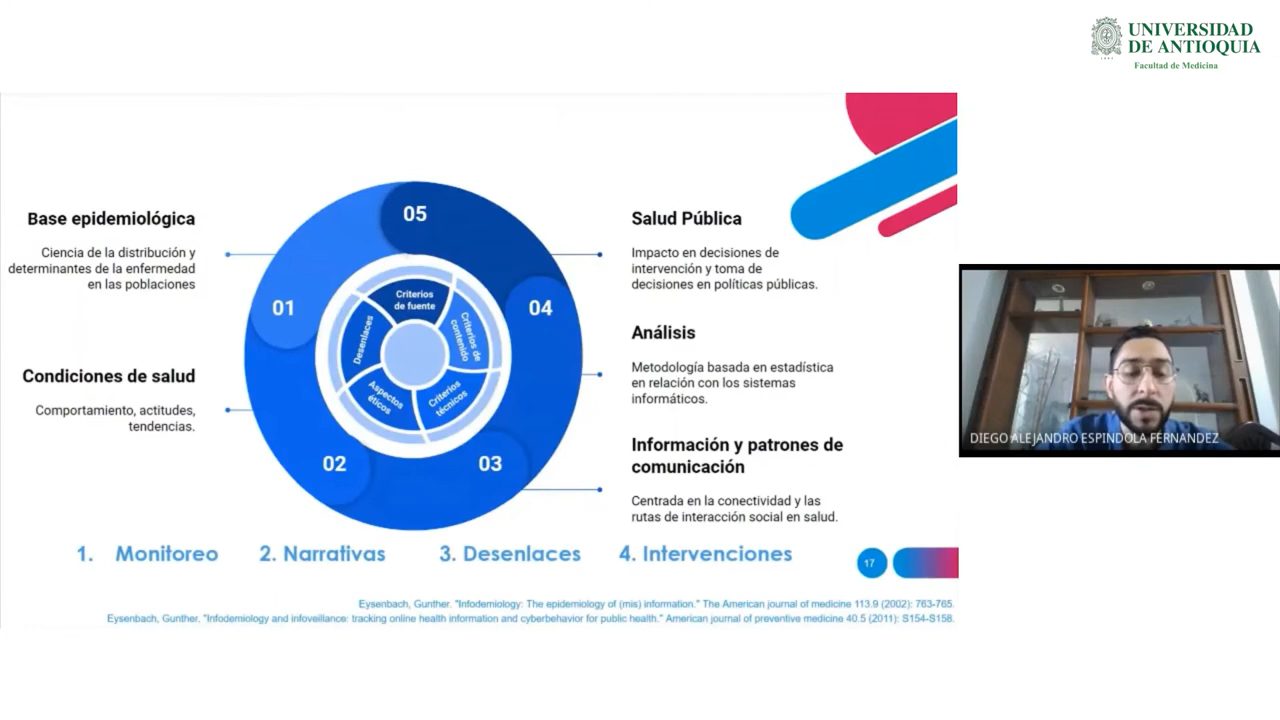 UNIVERSIDAD
DE ANTIOQUIA
1803
Facultad de Medicina
Base epidemiológica
Ciencia de la distribución y
determinantes de la enfermedad
en las poblaciones
Condiciones de salud
Comportamiento, actitudes,
tendencias.
05
01
04
02
03
Criterios
de fuente
Criterios de
contenido
Criterios
técnicos
Aspectos
éticos
Desenlaces
Salud Pública
Impacto en decisiones de
intervención y toma de
decisiones en políticas públicas.
Análisis
Metodología basada en estadística
en relación con los sistemas
informáticos.
Información y patrones de
comunicación
Centrada en la conectividad y las
rutas de interacción social en salud.
1. Monitoreo 2. Narrativas 3. Desenlaces 4. Intervenciones
17
Eysenbach, Gunther. "Infodemiology: The epidemiology of (mis) information." The American journal of medicine 113.9 (2002): 763-765.
Eysenbach, Gunther. "Infodemiology and infoveillance: tracking online health information and cyberbehavior for public health." American journal of preventive medicine 40.5 (2011): S154-S158.
DIEGO ALEJANDRO ESPINDOLA FERNANDEZ